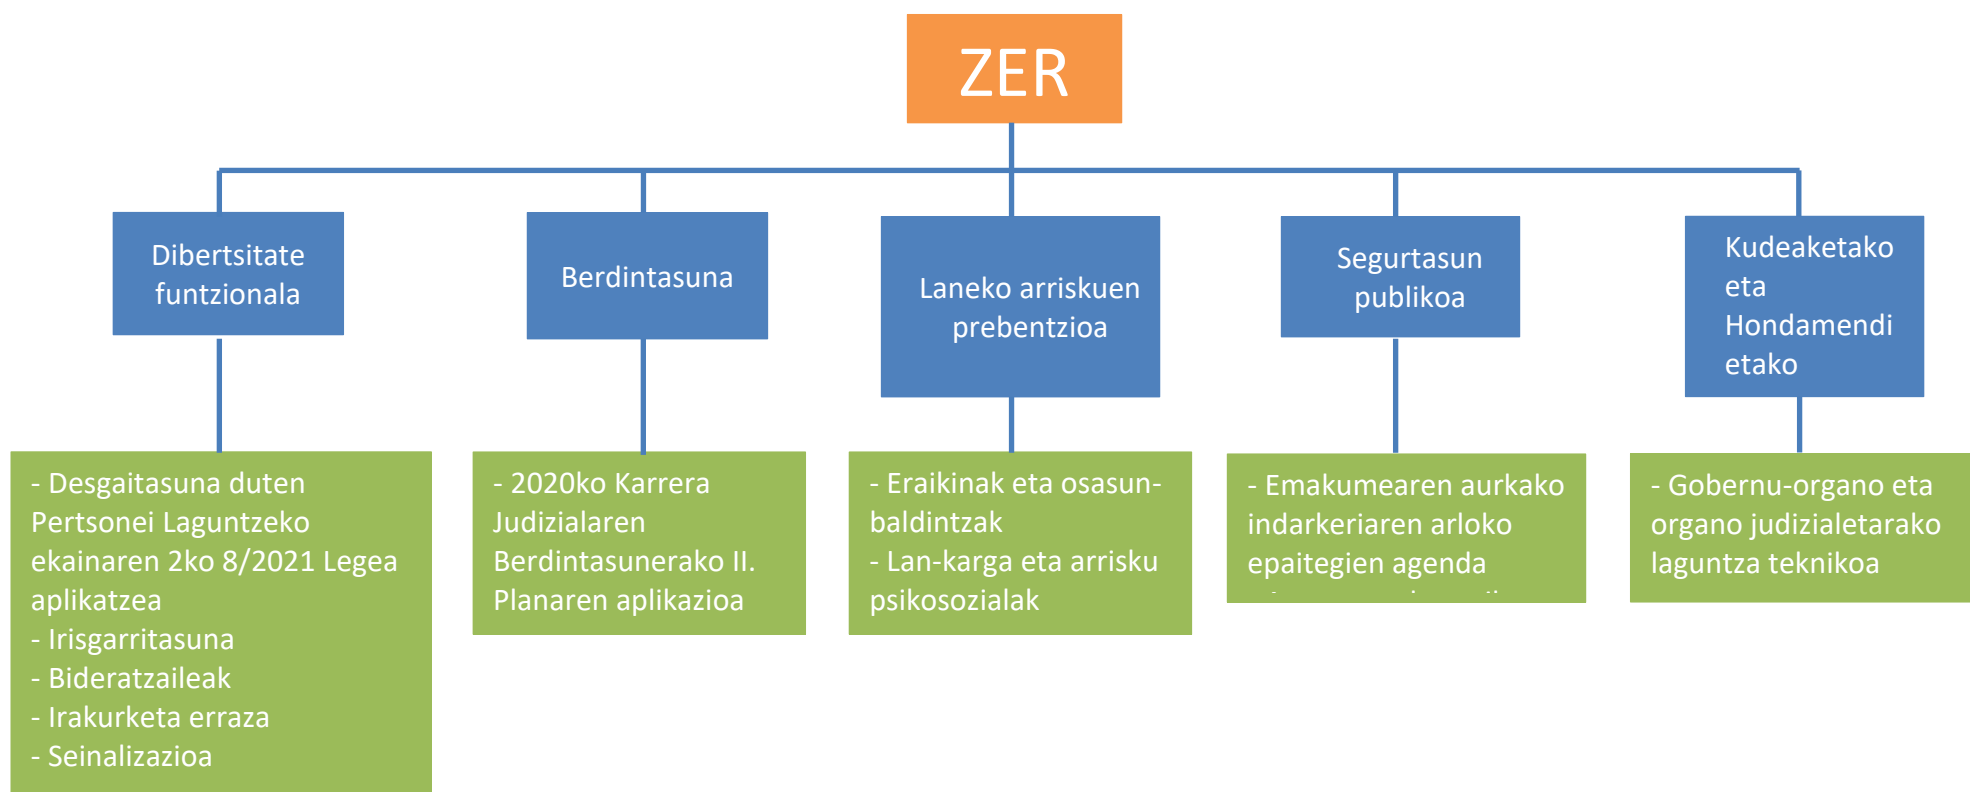 ZER
Dibertsitate
funtzionala
Berdintasuna
Laneko arriskuen
prebentzioa
Segurtasun
publikoa
Kudeaketako
eta
Hondamendi
etako
- Desgaitasuna duten
Pertsonei Laguntzeko
ekainaren 2ko 8/2021 Legea
aplikatzea
- Irisgarritasuna
- Bideratzaileak
- Irakurketa erraza
- Seinalizazioa
- 2020ko Karrera
Judizialaren
Berdintasunerako II.
Planaren aplikazioa
- Eraikinak eta osasun-
baldintzak
- Lan-karga eta arrisku
psikosozialak
- Emakumearen aurkako
indarkeriaren arloko
epaitegien agenda
- Gobernu-organo eta
organo judizialetarako
laguntza teknikoa